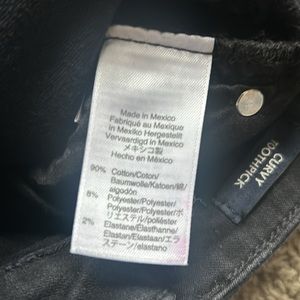 Made in Mexico
Fabriqué au Mexique
in Mexiko Hergestellt
Vervaardigd in Mexico
メキシコ製
Hecho en México
90% Cotton/Coton/
Baumwolle/Katoen/綿/
algodón
8% Polyester/Polyester/
Polyester/Polyester/ポ
リエステル/poliéster
2% Elastane/Élasthanne/
Elastan/Elastaan/エラ
ステーン/elastano
CURVY
TOOTHPICK